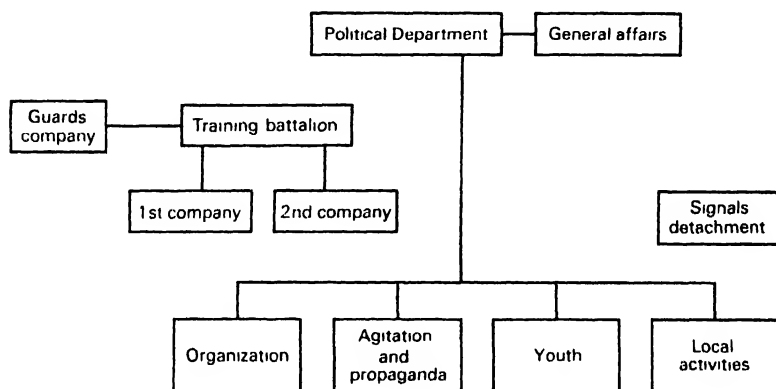 Political Department
General affairs
Guards
company
Training battalion
1st company
2nd company
Signals
detachment
Organization
Agitation
and
propaganda
Youth
Local
activities